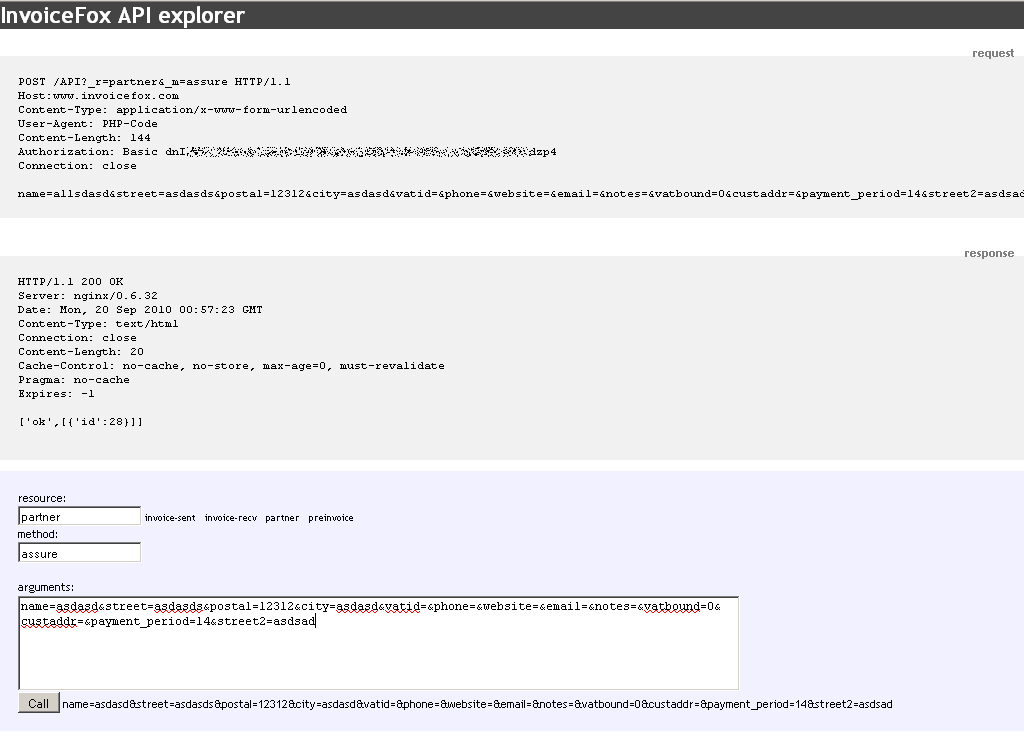 InvoiceFox API explorer
request
POST /API?_r=partner&_m=assure HTTP/1.1
Host:www.invoicefox.com
Content-Type: application/x-www-form-urlencoded
User-Agent: PHP-Code
Content-Length: 144
Authorization: Basic dnI dzp4
Connection: close
name=allsdasd&street=asdasds&postal=12312&city=asdasd&vatid=&phone=&website=&email=&notes=&vatbound=0&custaddr=&payment_period=14&street2=asdsad
response
HTTP/1.1 200 OK
Server: nginx/0.6.32
Date: Mon, 20 Sep 2010 00:57:23 GMT
Content-Type: text/html
Connection: close
Content-Length: 20
Cache-Control: no-cache, no-store, max-age=0, must-revalidate
Pragma: no-cache
Expires: -1
['ok',[{'id':28}]]
resource:
partner invoice-sent invoice-recv partner preinvoice
method:
assure
arguments:
name=asdasd&street=asdasds&postal=12312&city=asdasd&vatid=&phone=&website=&email=&notes=&vatbound=0&
custaddr=&payment_period=14&street2=asdsad
Call name=asdasd&street=asdasds&postal=12312&city=asdasd&vatid=&phone=&website=&email=&notes=&vatbound=0&custaddr=&payment_period=14&street2=asdsad